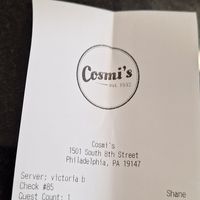 Cosmi's
est 1932
Cosmi's
1501 South 8th Street
Philadelphia, PA 19147
Server: victoria b
Check #85 Shane
Guest Count: 1